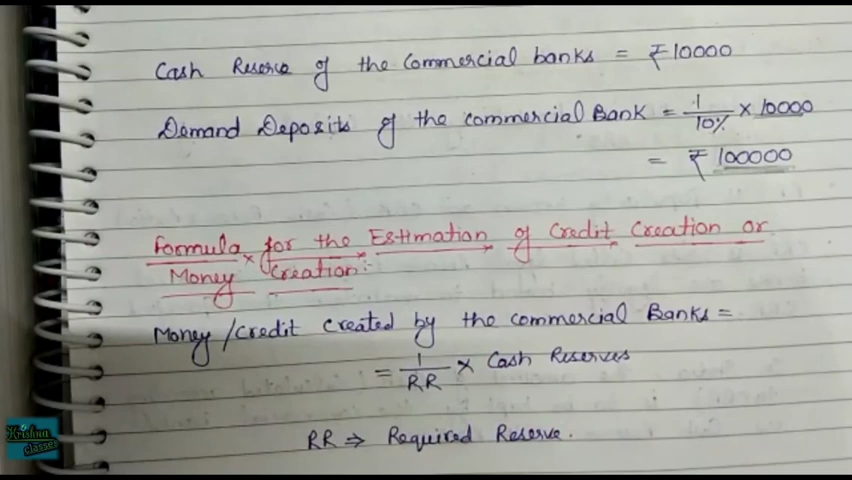 Cash Reserve of the Commercial banks = ₹10000
Demand Deposits of the commercial Bank = 1/10% × 10000
= ₹ 100000
Formula for the Estimation of Credit Creation or
Money Creation:-
Money/credit created by the commercial Banks =
= 1/RR × Cash Reserves
RR ⇒ Required Reserve.
Krishna
classes